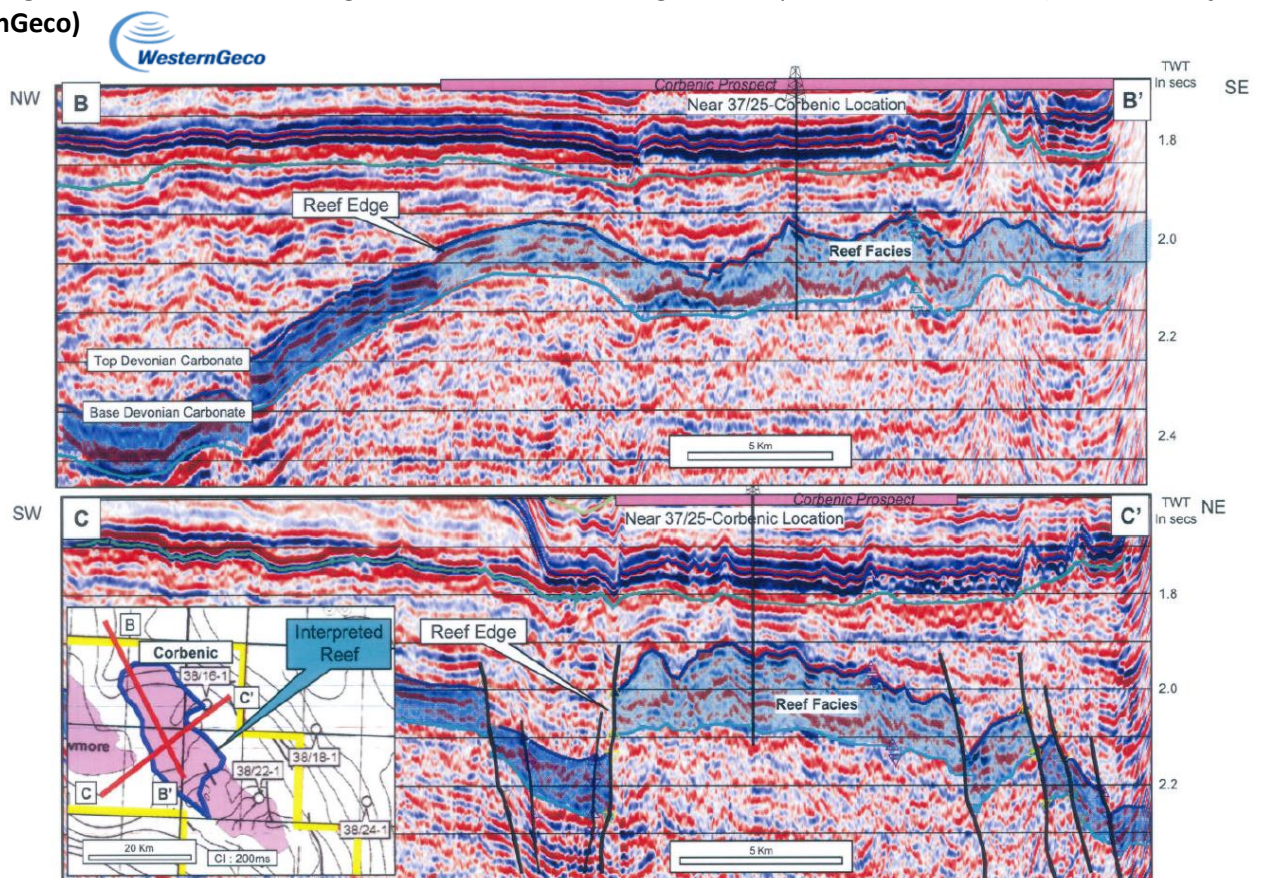 nGeco)
WesternGeco
Corbenic Prospect
TWT
In secs
NW
B
Near 37/25-Corbenic Location
B'
SE
1.8
Reef Edge
2.0
Reef Facies
2.2
Top Devonian Carbonate
Base Devonian Carbonate
2.4
5 Km
SW
C
Corbenic Prospect
Near 37/25-Corbenic Location
C'
TWT
In secs
NE
1.8
B
Interpreted
Reef
Corbenic
38/16-1
C'
Reef Edge
2.0
Reef Facies
38/18-1
38/22-1
C
B'
2.2
38/24-1
20 Km
CI : 200ms
5 Km